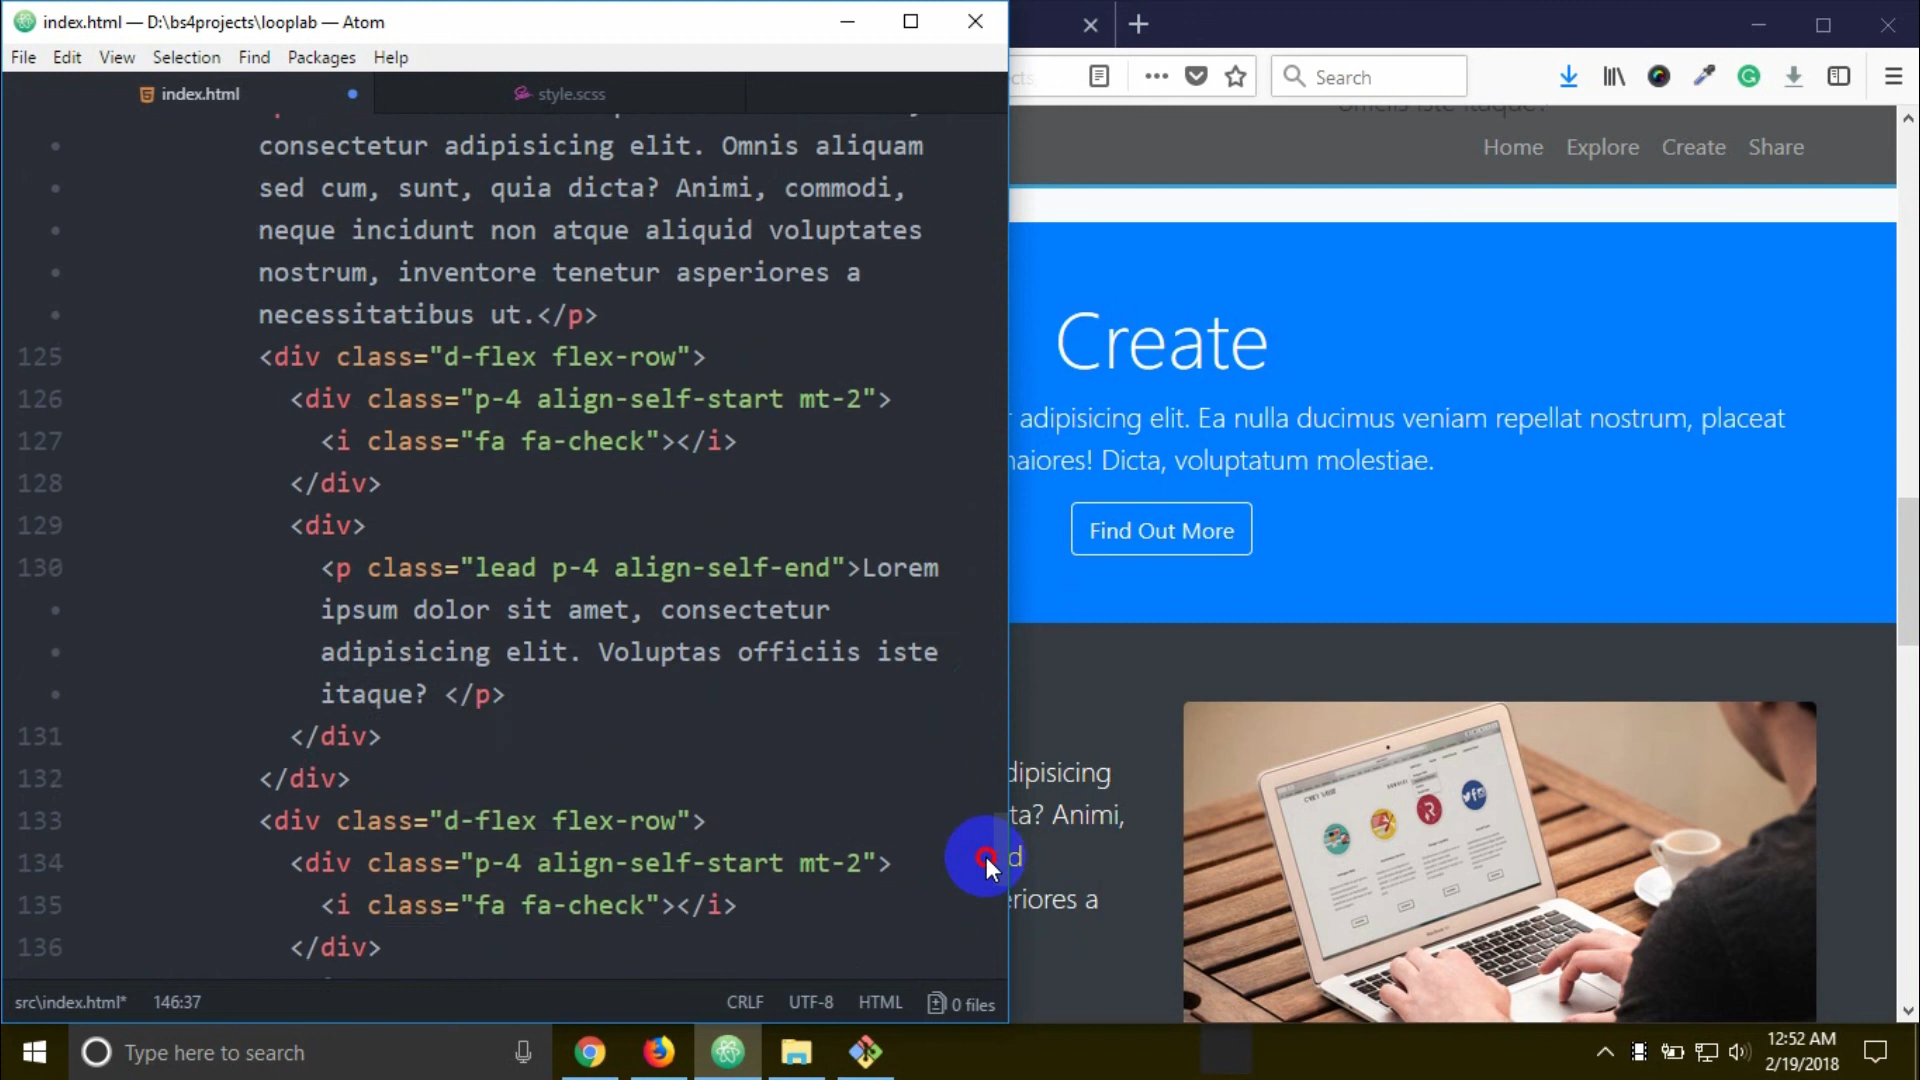 index.html — D:\bs4projects\looplab — Atom
File Edit View Selection Find Packages Help
index.html
style.scss
consectetur adipisicing elit. Omnis aliquam
sed cum, sunt, quia dicta? Animi, commodi,
neque incidunt non atque aliquid voluptates
nostrum, inventore tenetur asperiores a
necessitatibus ut.</p>
125 <div class="d-flex flex-row">
126 <div class="p-4 align-self-start mt-2">
127 <i class="fa fa-check"></i>
128 </div>
129 <div>
130 <p class="lead p-4 align-self-end">Lorem
ipsum dolor sit amet, consectetur
adipisicing elit. Voluptas officiis iste
itaque? </p>
131 </div>
132 </div>
133 <div class="d-flex flex-row">
134 <div class="p-4 align-self-start mt-2">
135 <i class="fa fa-check"></i>
136 </div>
src\index.html* 146:37 CRLF UTF-8 HTML 0 files
Search
Home Explore Create Share
Create
adipisicing elit. Ea nulla ducimus veniam repellat nostrum, placeat
maiores! Dicta, voluptatum molestiae.
Find Out More
dipisicing
ta? Animi,
d
eriores a
Type here to search
12:52 AM
2/19/2018